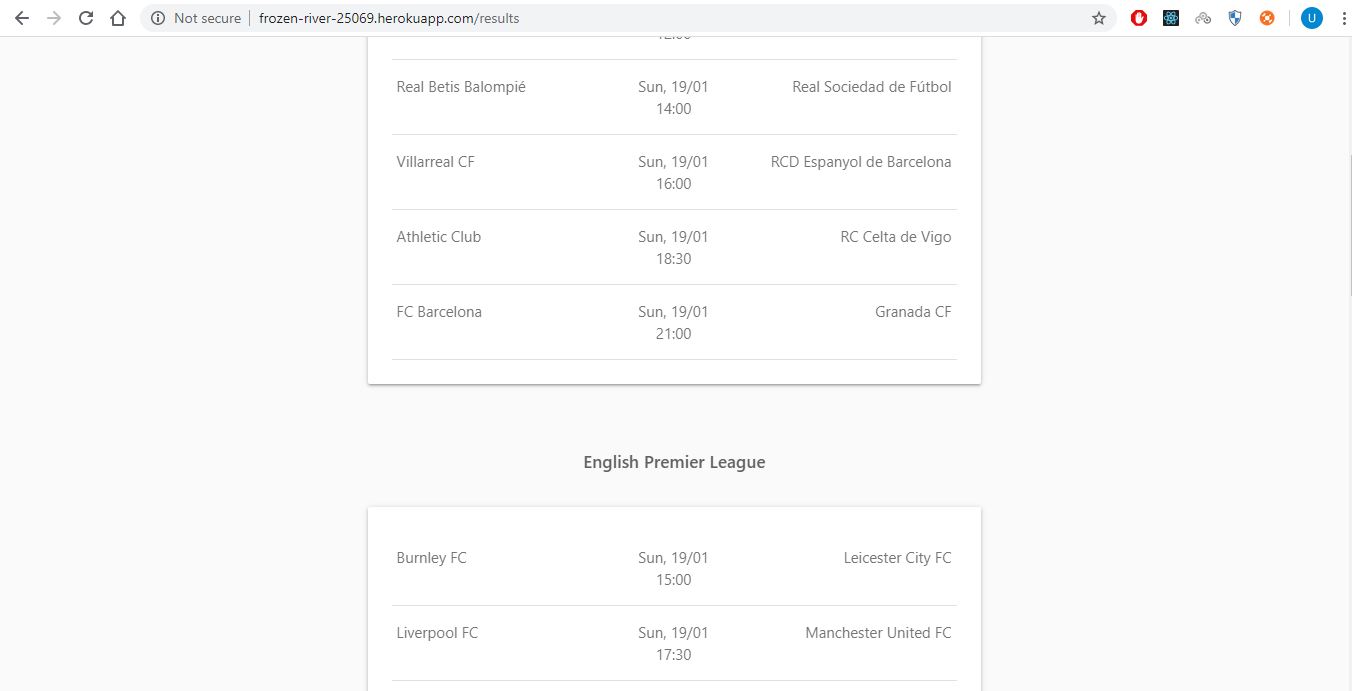 Not secure frozen-river-25069.herokuapp.com/results
U
Real Betis Balompié Sun, 19/01 Real Sociedad de Fútbol
14:00
Villarreal CF Sun, 19/01 RCD Espanyol de Barcelona
16:00
Athletic Club Sun, 19/01 RC Celta de Vigo
18:30
FC Barcelona Sun, 19/01 Granada CF
21:00
English Premier League
Burnley FC Sun, 19/01 Leicester City FC
15:00
Liverpool FC Sun, 19/01 Manchester United FC
17:30